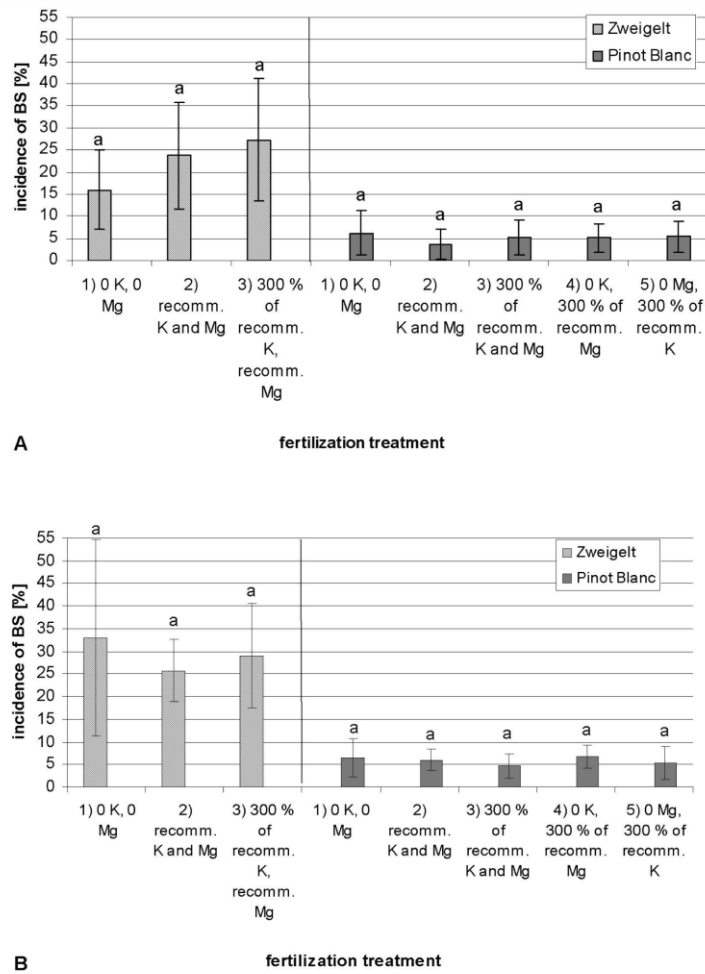 55
50
45
40
35
30
25
20
15
10
5
0
incidence of BS [%]
Zweigelt
Pinot Blanc
a
a
a
a
a
a
a
a
1) 0 K, 0
Mg
2)
recomm.
K and Mg
3) 300 %
of
recomm.
K,
recomm.
Mg
1) 0 K, 0
Mg
2)
recomm.
K and Mg
3) 300 %
of
recomm.
K and Mg
4) 0 K,
300 % of
recomm.
Mg
5) 0 Mg,
300 % of
recomm.
K
A
fertilization treatment
55
50
45
40
35
30
25
20
15
10
5
0
incidence of BS [%]
Zweigelt
Pinot Blanc
a
a
a
a
a
a
a
a
1) 0 K, 0
Mg
2)
recomm.
K and Mg
3) 300 %
of
recomm.
K,
recomm.
Mg
1) 0 K, 0
Mg
2)
recomm.
K and Mg
3) 300 %
of
recomm.
K and Mg
4) 0 K,
300 % of
recomm.
Mg
5) 0 Mg,
300 % of
recomm.
K
B
fertilization treatment